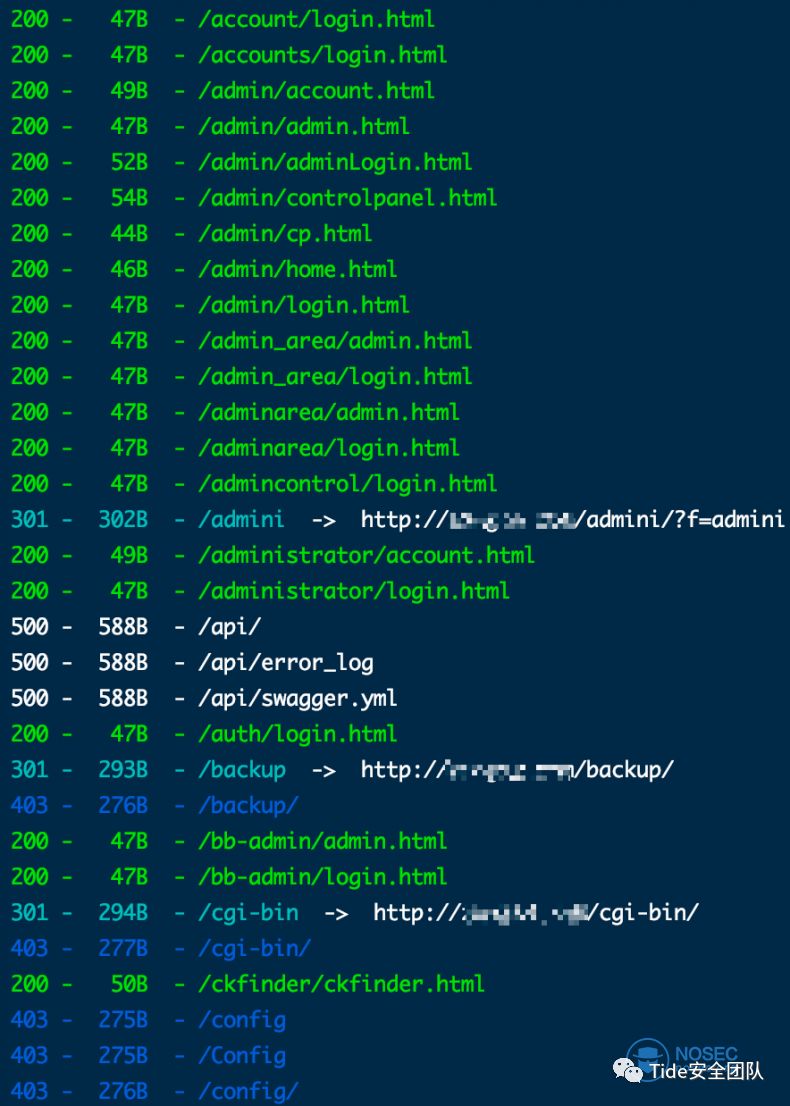 200 -   47B  - /account/login.html
200 -   47B  - /accounts/login.html
200 -   49B  - /admin/account.html
200 -   47B  - /admin/admin.html
200 -   52B  - /admin/adminLogin.html
200 -   54B  - /admin/controlpanel.html
200 -   44B  - /admin/cp.html
200 -   46B  - /admin/home.html
200 -   47B  - /admin/login.html
200 -   47B  - /admin_area/admin.html
200 -   47B  - /admin_area/login.html
200 -   47B  - /adminarea/admin.html
200 -   47B  - /adminarea/login.html
200 -   47B  - /admincontrol/login.html
301 -  302B  - /admini  ->  http:///admini/?f=admini
200 -   49B  - /administrator/account.html
200 -   47B  - /administrator/login.html
500 -  588B  - /api/
500 -  588B  - /api/error_log
500 -  588B  - /api/swagger.yml
200 -   47B  - /auth/login.html
301 -  293B  - /backup  ->  http:///backup/
403 -  276B  - /backup/
200 -   47B  - /bb-admin/admin.html
200 -   47B  - /bb-admin/login.html
301 -  294B  - /cgi-bin  ->  http:///cgi-bin/
403 -  277B  - /cgi-bin/
200 -   50B  - /ckfinder/ckfinder.html
403 -  275B  - /config
403 -  275B  - /Config
403 -  276B  - /config/
NOSEC
Tide安全团队